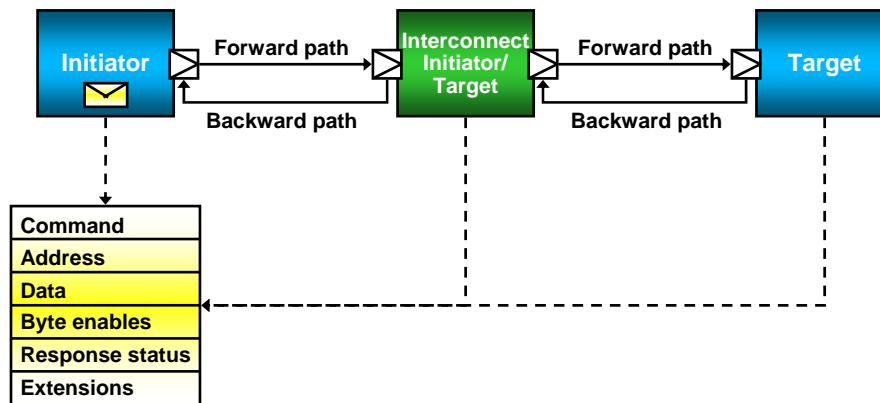 Initiator
Forward path
Backward path
Interconnect
Initiator/
Target
Forward path
Backward path
Target
Command
Address
Data
Byte enables
Response status
Extensions